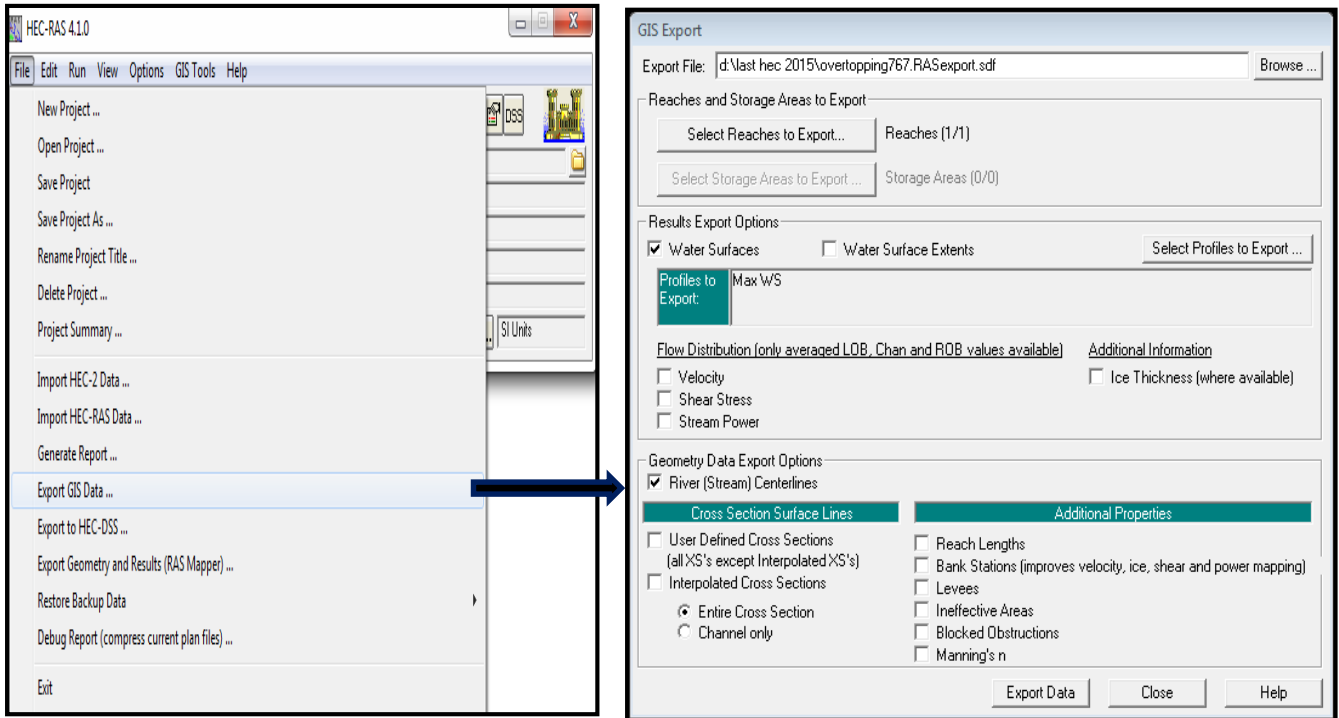 HEC-RAS 4.1.0
File Edit Run View Options GIS Tools Help
New Project ...
Open Project ...
Save Project
Save Project As ...
Rename Project Title ...
Delete Project ...
Project Summary ...
Import HEC-2 Data ...
Import HEC-RAS Data ...
Generate Report ...
Export GIS Data ...
Export to HEC-DSS ...
Export Geometry and Results (RAS Mapper) ...
Restore Backup Data
Debug Report (compress current plan files) ...
Exit
DSS
... SI Units
GIS Export
Export File: d:\last hec 2015\overtopping767.RASexport.sdf Browse ...
Reaches and Storage Areas to Export
Select Reaches to Export... Reaches (1/1)
Select Storage Areas to Export ... Storage Areas (0/0)
Results Export Options
Water Surfaces Water Surface Extents Select Profiles to Export ...
Profiles to Max WS
Export:
Flow Distribution (only averaged LOB, Chan and ROB values available) Additional Information
Velocity Ice Thickness (where available)
Shear Stress
Stream Power
Geometry Data Export Options
River (Stream) Centerlines
Cross Section Surface Lines Additional Properties
User Defined Cross Sections Reach Lengths
(all XS's except Interpolated XS's) Bank Stations (improves velocity, ice, shear and power mapping)
Interpolated Cross Sections Levees
Entire Cross Section Ineffective Areas
Channel only Blocked Obstructions
Manning's n
Export Data Close Help